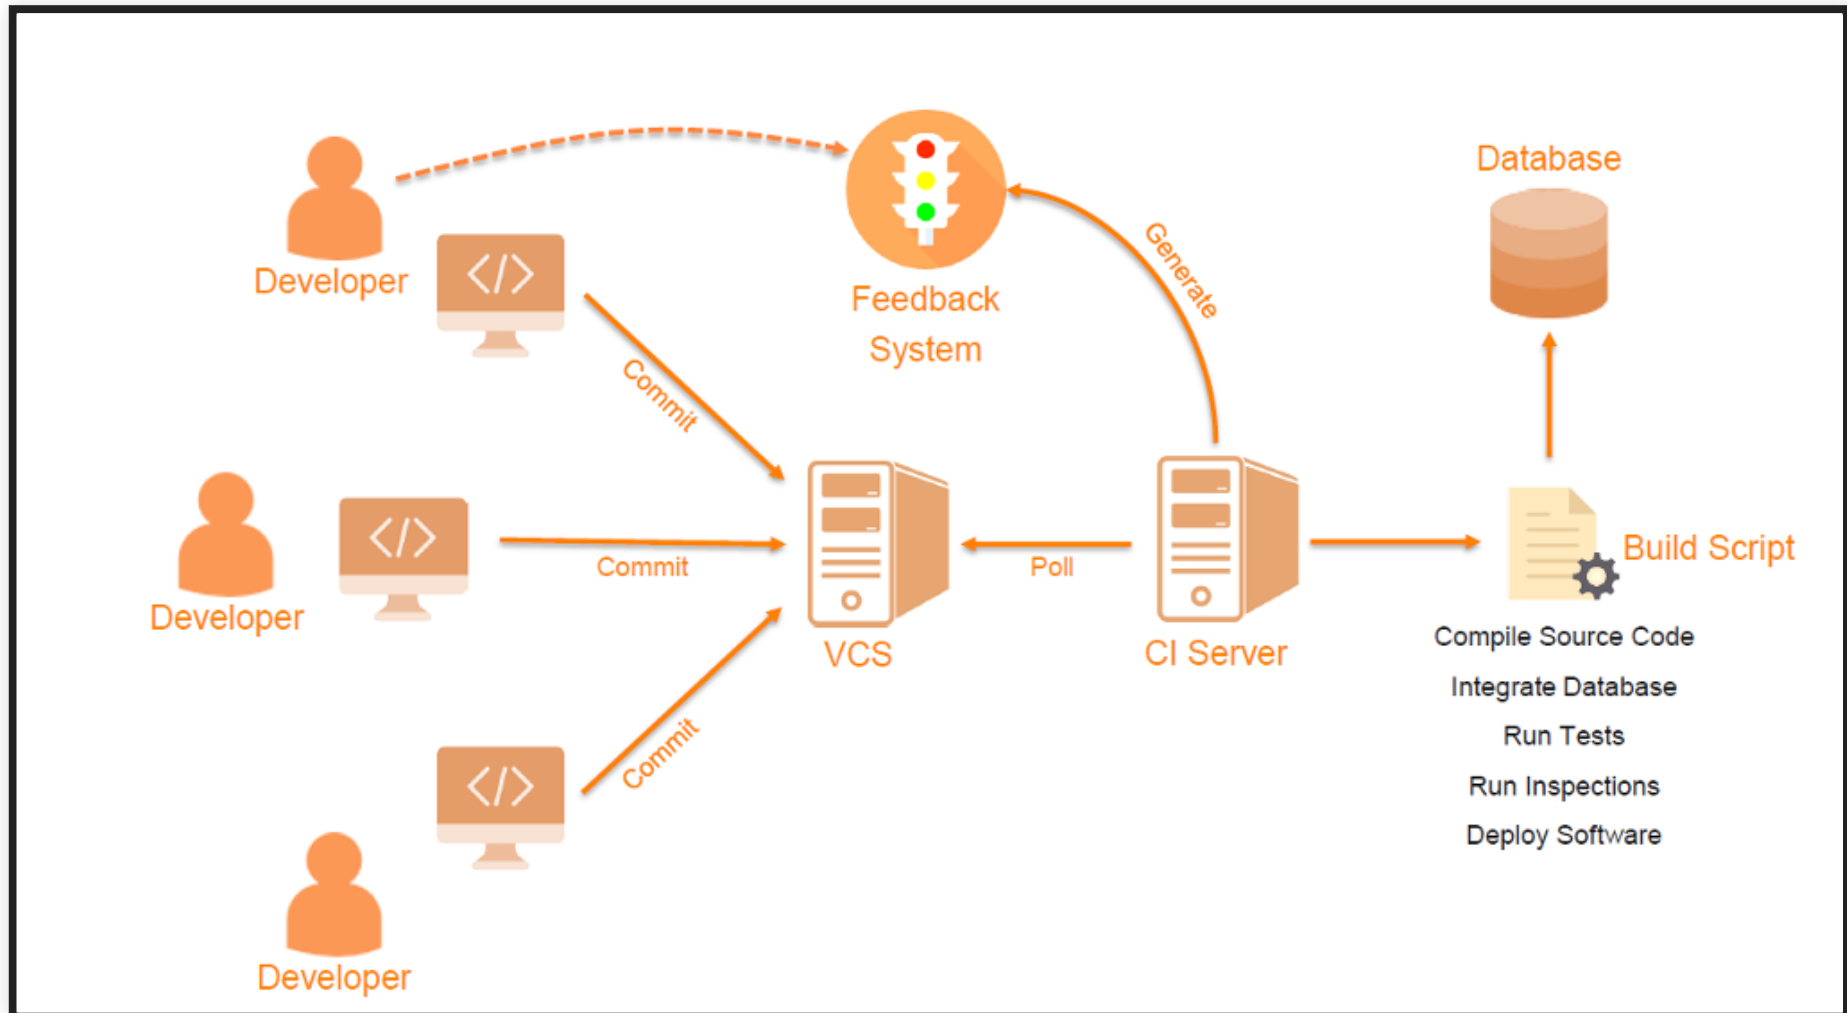 Developer
</>
Commit
Feedback
System
Generate
Database
Developer
</>
Commit
VCS
Poll
CI Server
Build Script
Compile Source Code
Integrate Database
Run Tests
Run Inspections
Deploy Software
</>
Commit
Developer